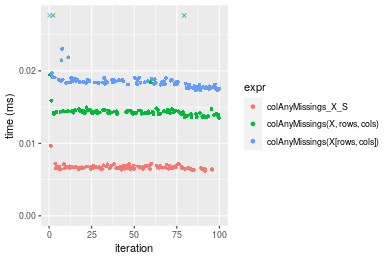 0.02
0.01
0.00
0
25
50
75
100
time (ms)
iteration
expr
colAnyMissings_X_S
colAnyMissings(X, rows, cols)
colAnyMissings(X[rows, cols])